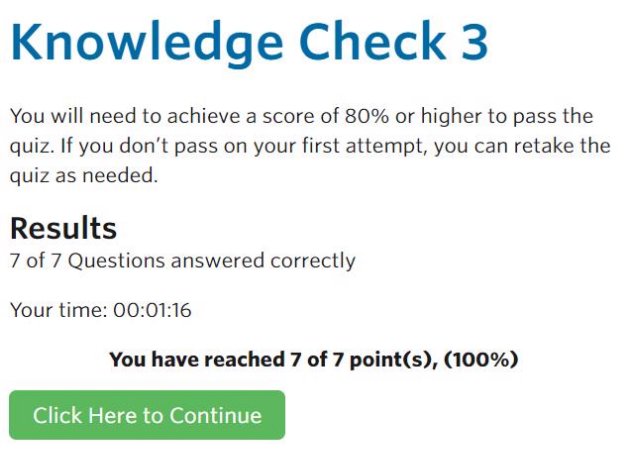 Knowledge Check 3
You will need to achieve a score of 80% or higher to pass the
quiz. If you don’t pass on your first attempt, you can retake the
quiz as needed.
Results
7 of 7 Questions answered correctly
Your time: 00:01:16
You have reached 7 of 7 point(s), (100%)
Click Here to Continue